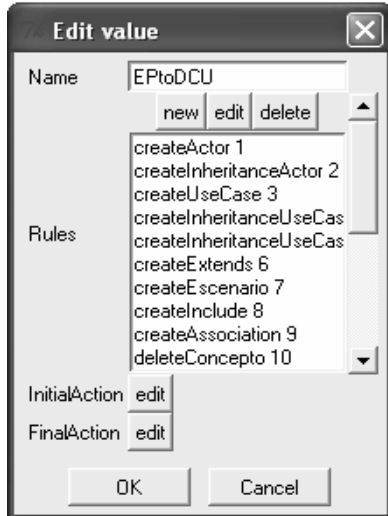 Edit value
Name EPtoDCU
new edit delete
createActor 1
createInheritanceActor 2
createUseCase 3
createInheritanceUseCas
createInheritanceUseCas
Rules
createExtends 6
createEscenario 7
createInclude 8
createAssociation 9
deleteConcepto 10
InitialAction edit
FinalAction edit
OK Cancel